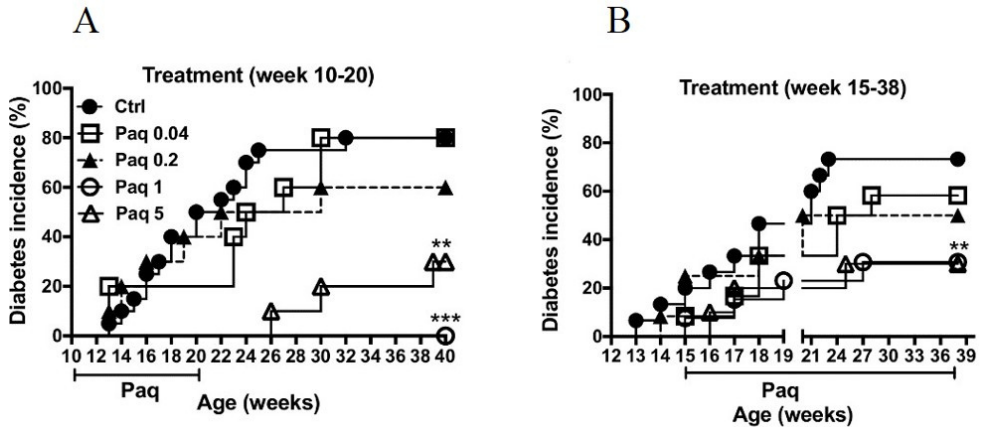 A
Treatment (week 10-20)
Diabetes incidence (%)
100
80
60
40
20
0
Ctrl
Paq 0.04
Paq 0.2
Paq 1
Paq 5
**
***
10 12 14 16 18 20 22 24 26 28 30 32 34 36 38 40
Paq
Age (weeks)
B
Treatment (week 15-38)
Diabetes incidence (%)
100
80
60
40
20
0
**
12 13 14 15 16 17 18 19 21 24 27 30 33 36 39
Paq
Age (weeks)